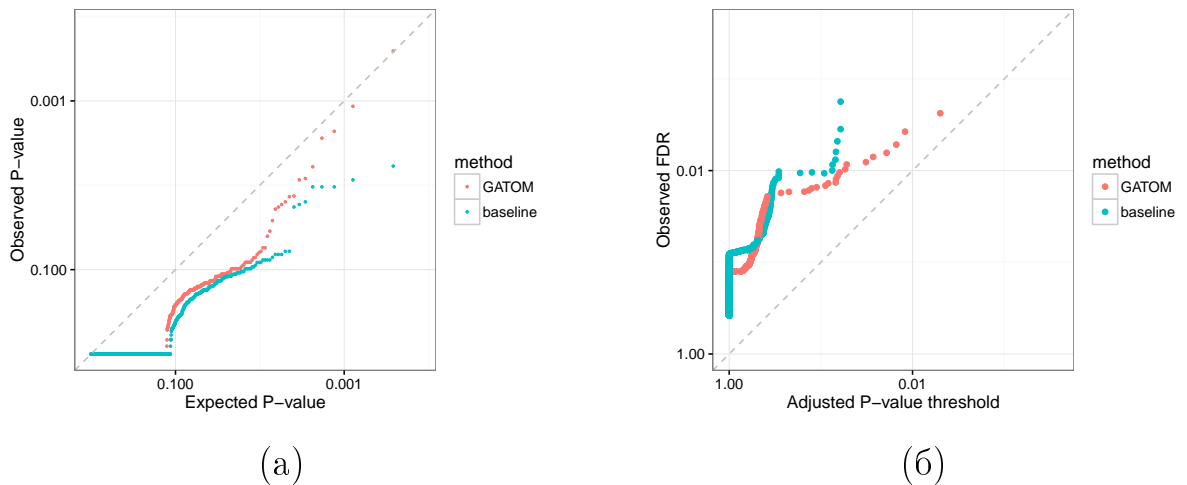 Observed P−value
0.001
0.100
0.100
0.001
Expected P−value
method
GATOM
baseline
(а)
Observed FDR
0.01
1.00
1.00
0.01
Adjusted P−value threshold
method
GATOM
baseline
(б)